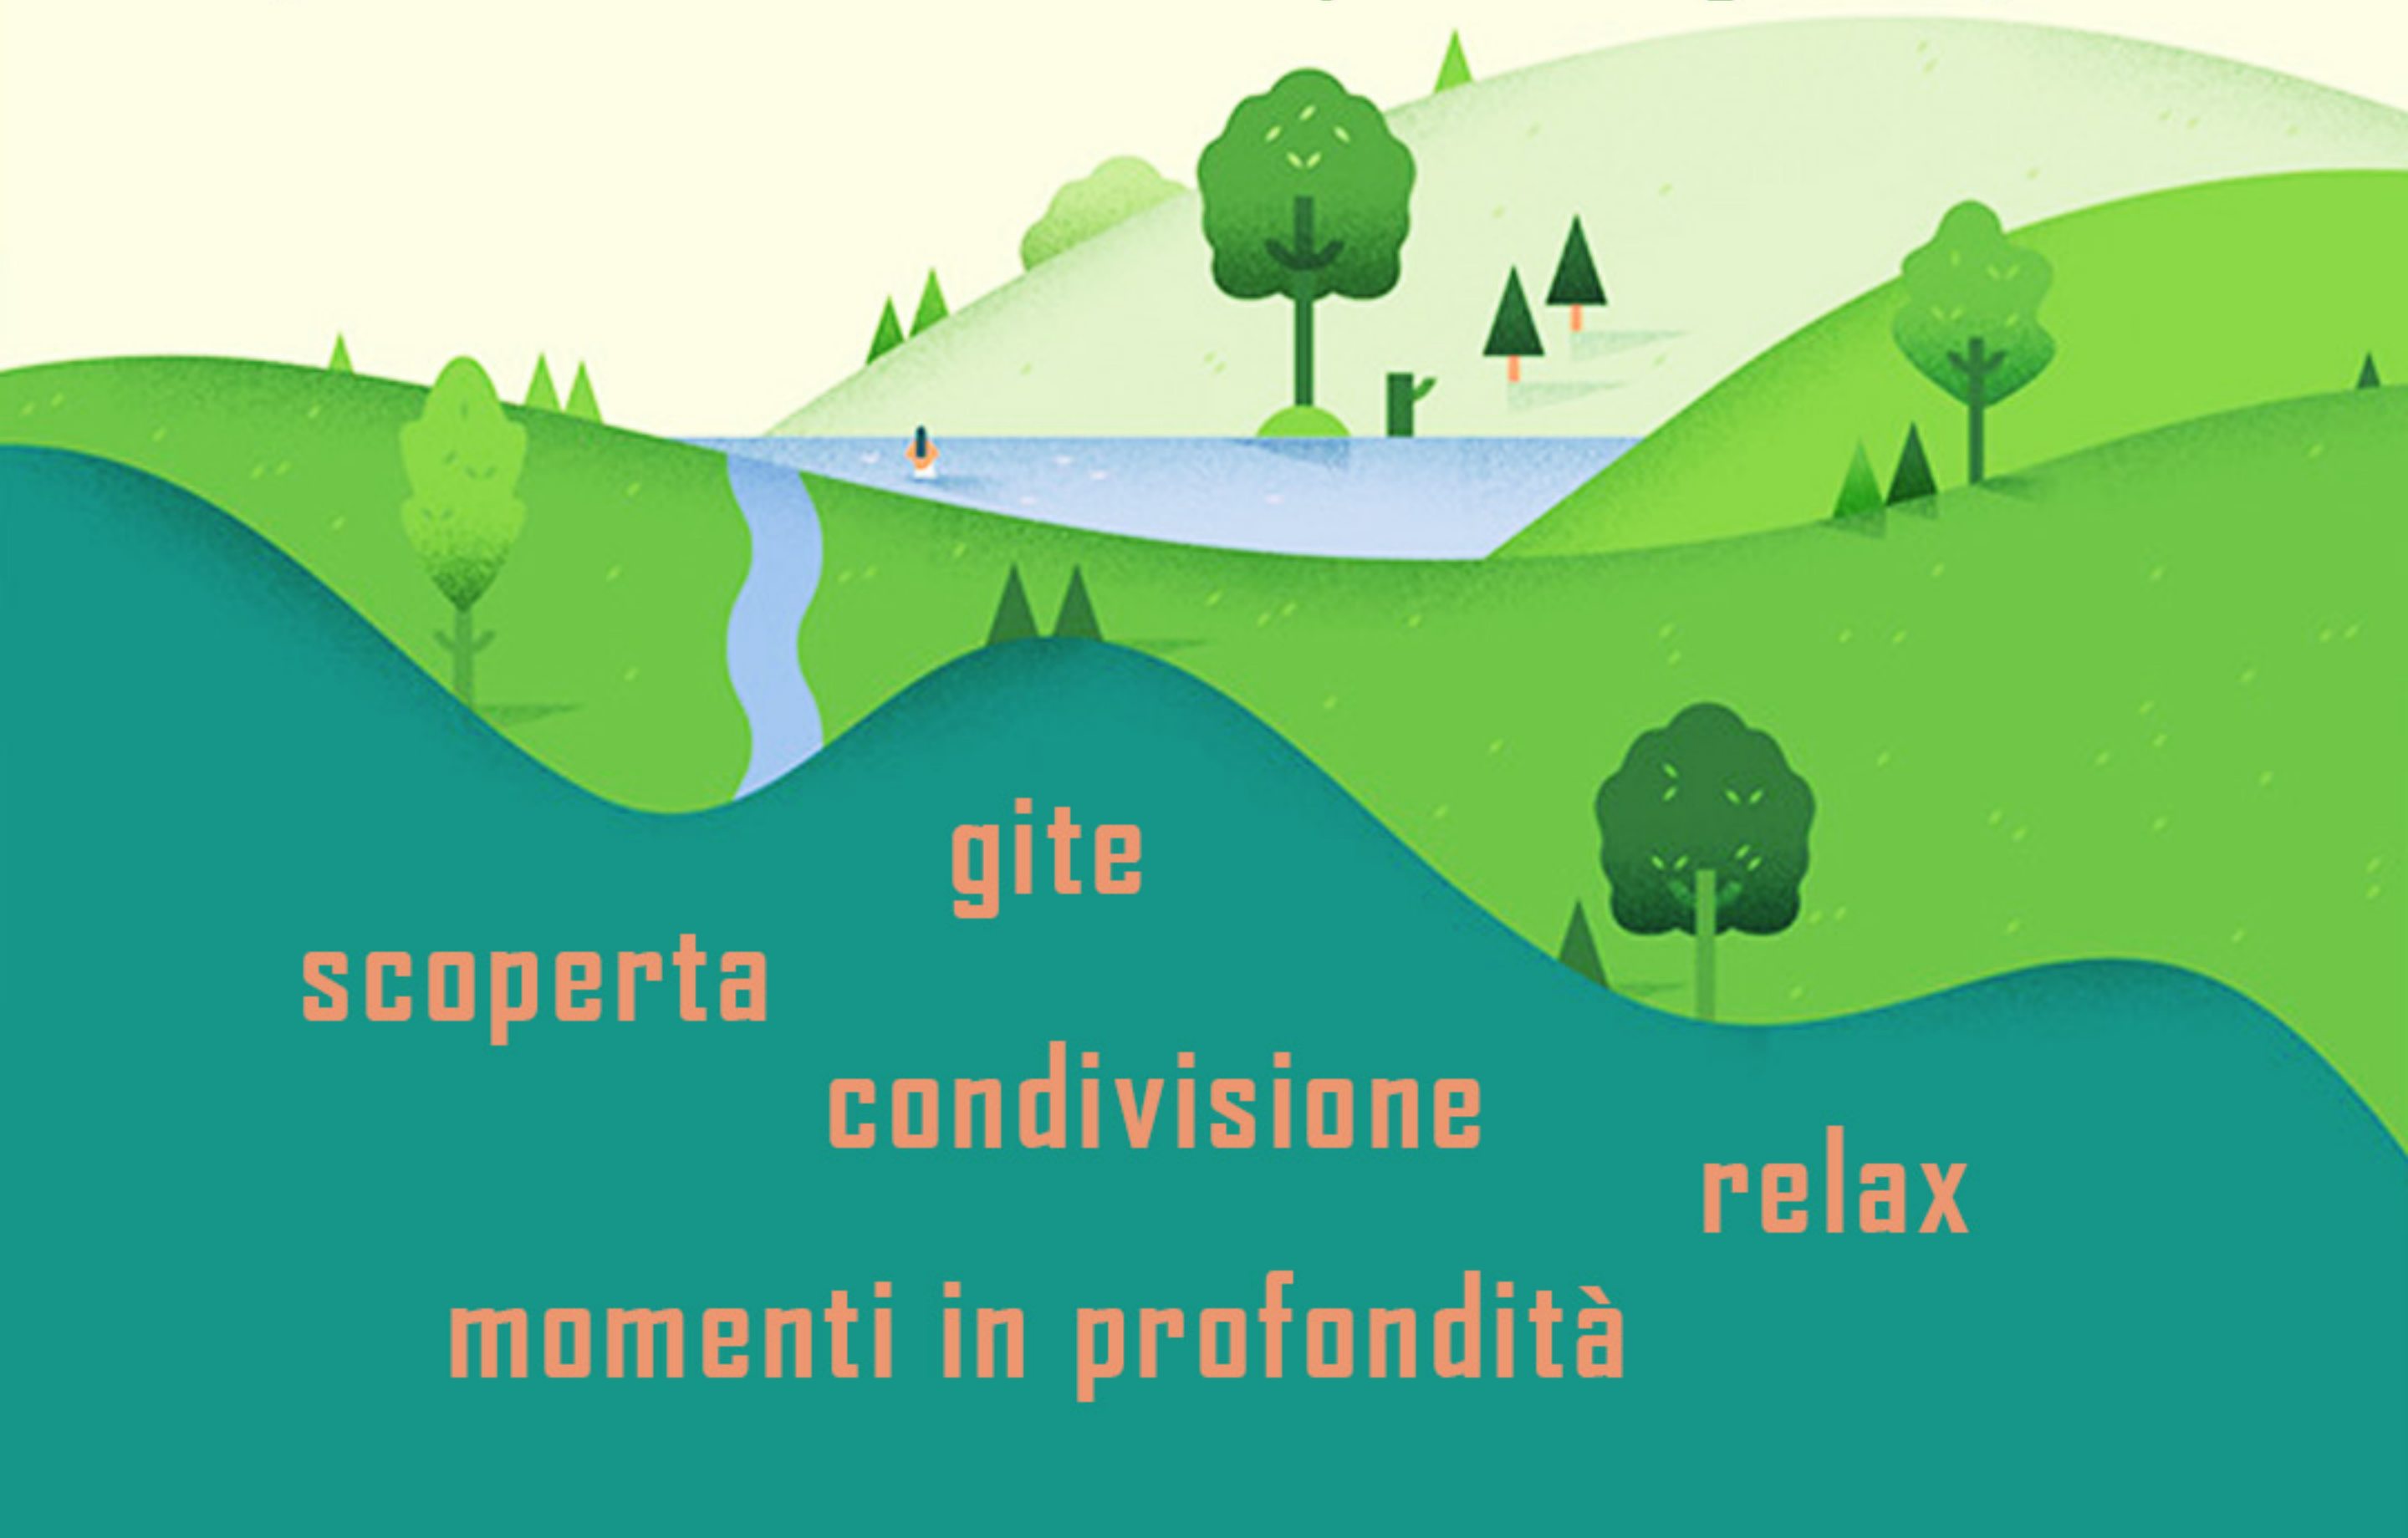 gite
scoperta
condivisione
relax
momenti in profondità